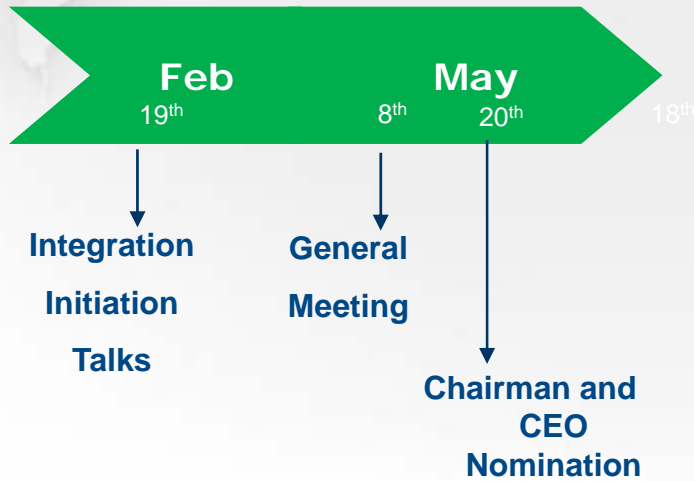 Feb May
19th 8th 20th 18th
Integration
Initiation
Talks
General
Meeting
Chairman and
CEO
Nomination